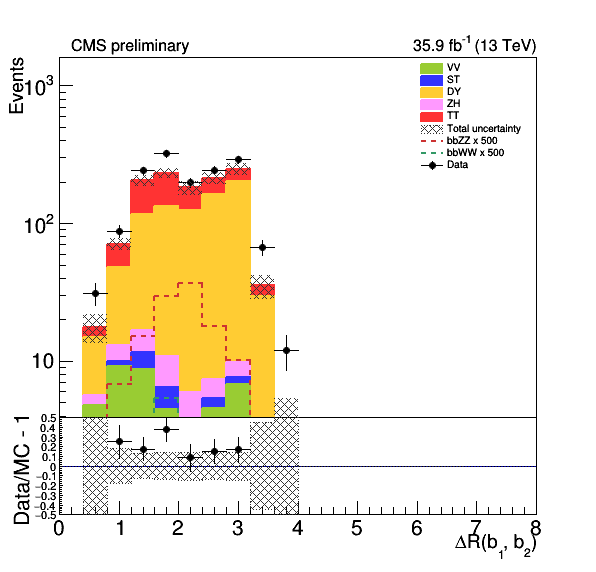 CMS preliminary 35.9 fb⁻¹ (13 TeV)
Events
10³
10²
10
VV
ST
DY
ZH
TT
Total uncertainty
bbZZ x 500
bbWW x 500
Data
Data/MC - 1
0.5
0.4
0.3
0.2
0.1
0
-0.1
-0.2
-0.3
-0.4
-0.5
0 1 2 3 4 5 6 7 8
ΔR(b₁, b₂)